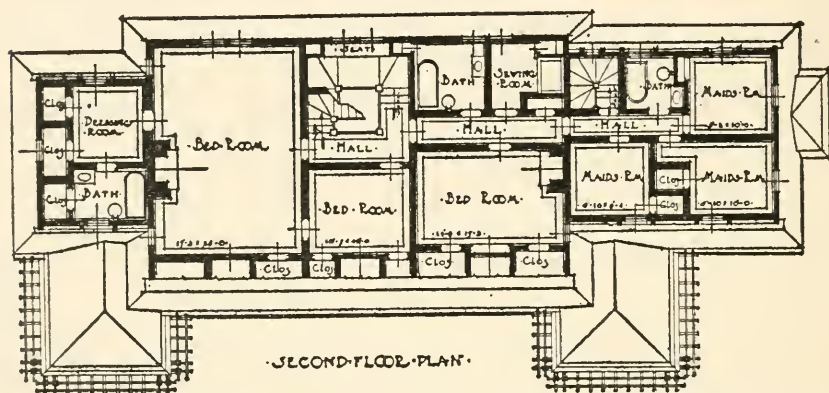 SEAT
CLOS
DRESSING
ROOM
CLOS
CLOS
BATH
BED ROOM
HALL
BATH
SEWING
ROOM
HALL
BED ROOM
BED ROOM
CLOS
CLOS
CLOS
CLOS
BATH
HALL
MAIDS RM
MAIDS RM
MAIDS RM
CLOS
CLOS
·SECOND·FLOOR·PLAN·